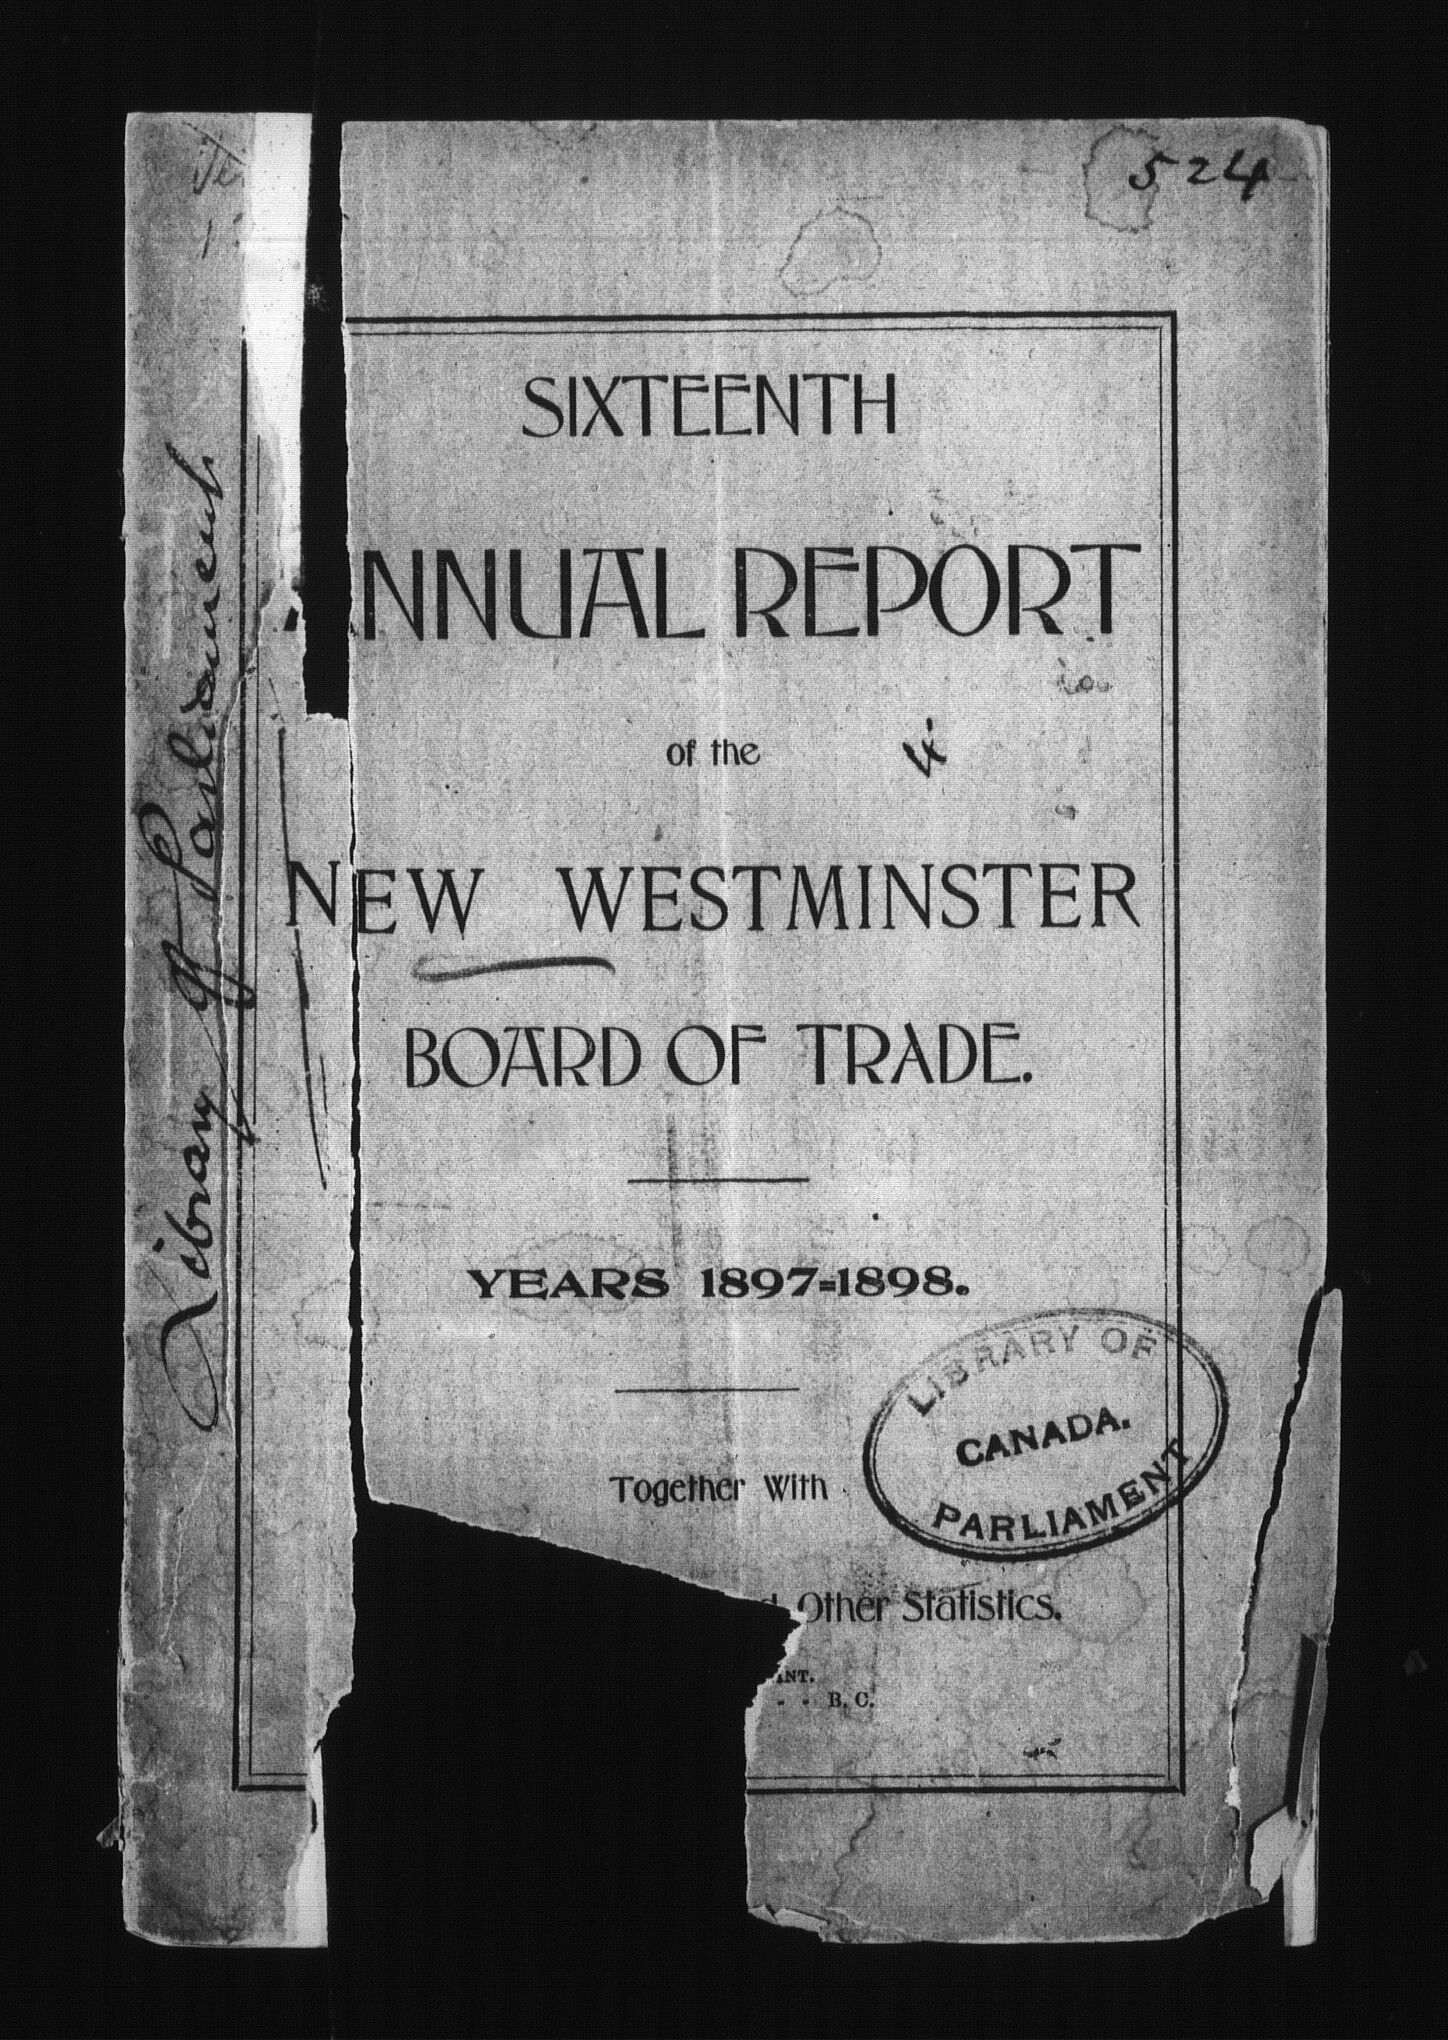 524
SIXTEENTH
ANNUAL REPORT
of the
4.
NEW WESTMINSTER
BOARD OF TRADE.
YEARS 1897=1898.
Together With
Other Statistics.
B. C.
LIBRARY OF
CANADA.
PARLIAMENT
Library of Parliament